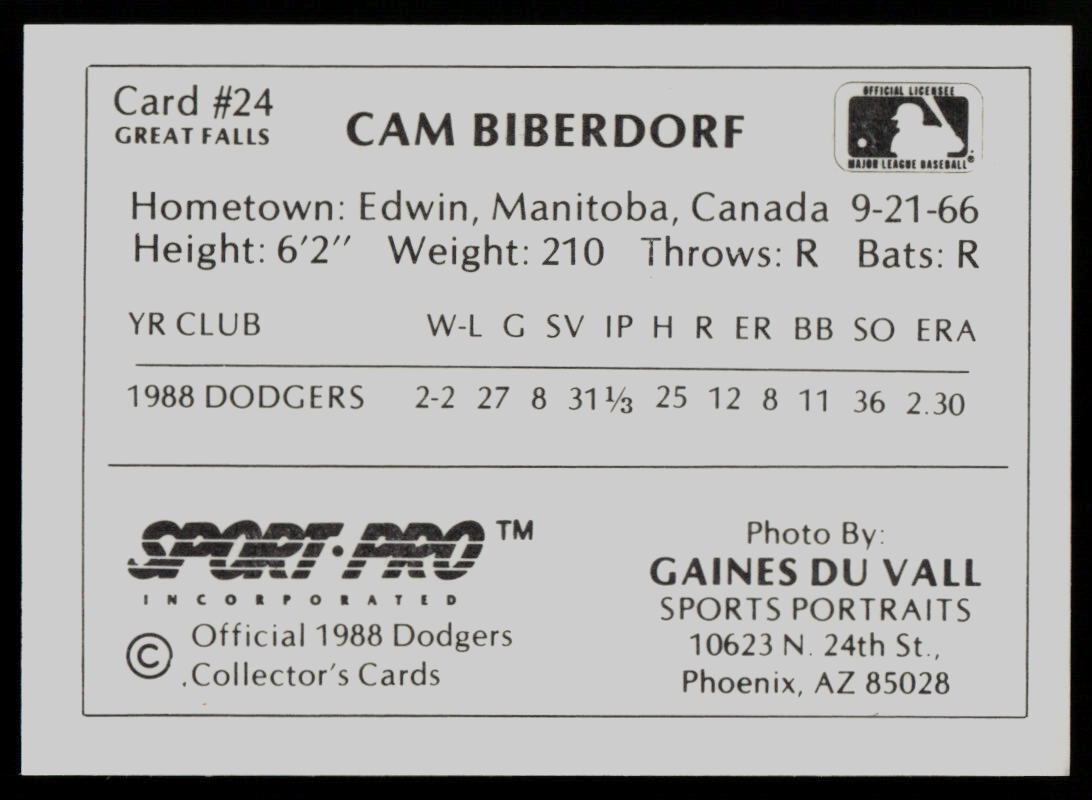 Card #24
GREAT FALLS
CAM BIBERDORF
OFFICIAL LICENSEE
MAJOR LEAGUE BASEBALL®
Hometown: Edwin, Manitoba, Canada 9-21-66
Height: 6'2" Weight: 210 Throws: R Bats: R
YR CLUB W-L G SV IP H R ER BB SO ERA
1988 DODGERS 2-2 27 8 31⅓ 25 12 8 11 36 2.30
SPORT•PRO™
INCORPORATED
© Official 1988 Dodgers
Collector's Cards
Photo By:
GAINES DU VALL
SPORTS PORTRAITS
10623 N. 24th St.,
Phoenix, AZ 85028